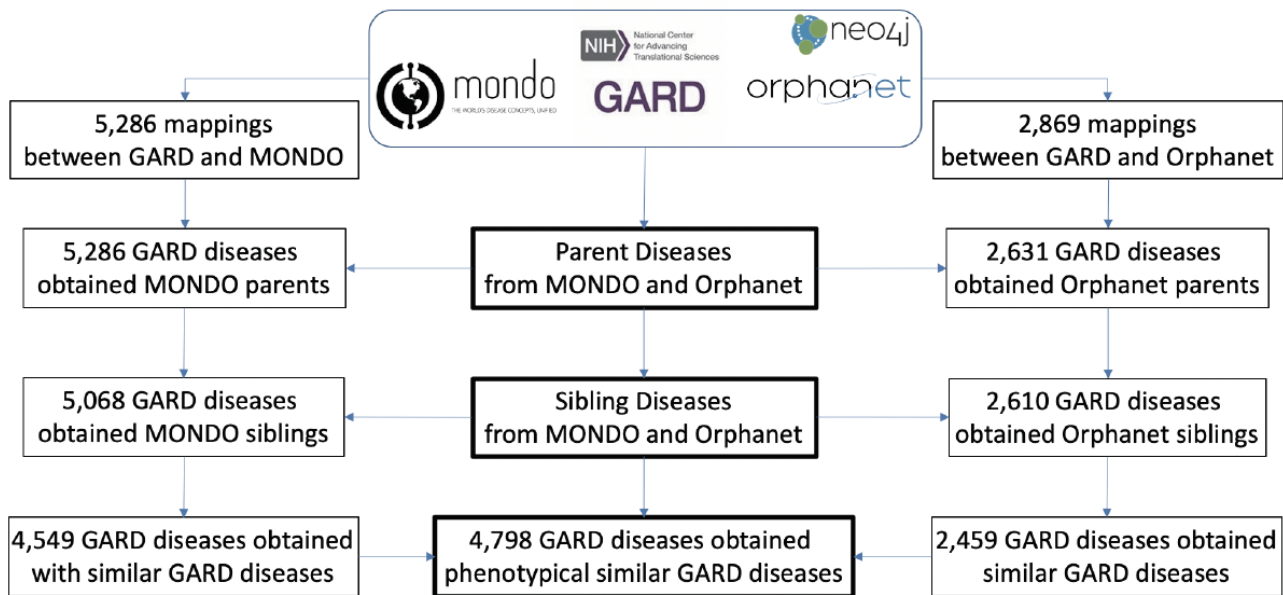 NIH
National Center
for Advancing
Translational Sciences
neo4j
mondo
THE WORLD'S DISEASE CONCEPTS, UNIFIED
GARD
orphanet
5,286 mappings
between GARD and MONDO
2,869 mappings
between GARD and Orphanet
5,286 GARD diseases
obtained MONDO parents
Parent Diseases
from MONDO and Orphanet
2,631 GARD diseases
obtained Orphanet parents
5,068 GARD diseases
obtained MONDO siblings
Sibling Diseases
from MONDO and Orphanet
2,610 GARD diseases
obtained Orphanet siblings
4,549 GARD diseases obtained
with similar GARD diseases
4,798 GARD diseases obtained
phenotypical similar GARD diseases
2,459 GARD diseases obtained
similar GARD diseases